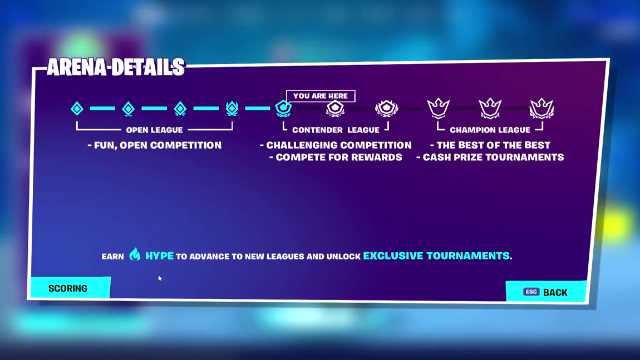 ARENA-DETAILS
YOU ARE HERE
OPEN LEAGUE
- FUN, OPEN COMPETITION
CONTENDER LEAGUE
- CHALLENGING COMPETITION
- COMPETE FOR REWARDS
CHAMPION LEAGUE
- THE BEST OF THE BEST
- CASH PRIZE TOURNAMENTS
EARN HYPE TO ADVANCE TO NEW LEAGUES AND UNLOCK EXCLUSIVE TOURNAMENTS.
SCORING
ESC BACK